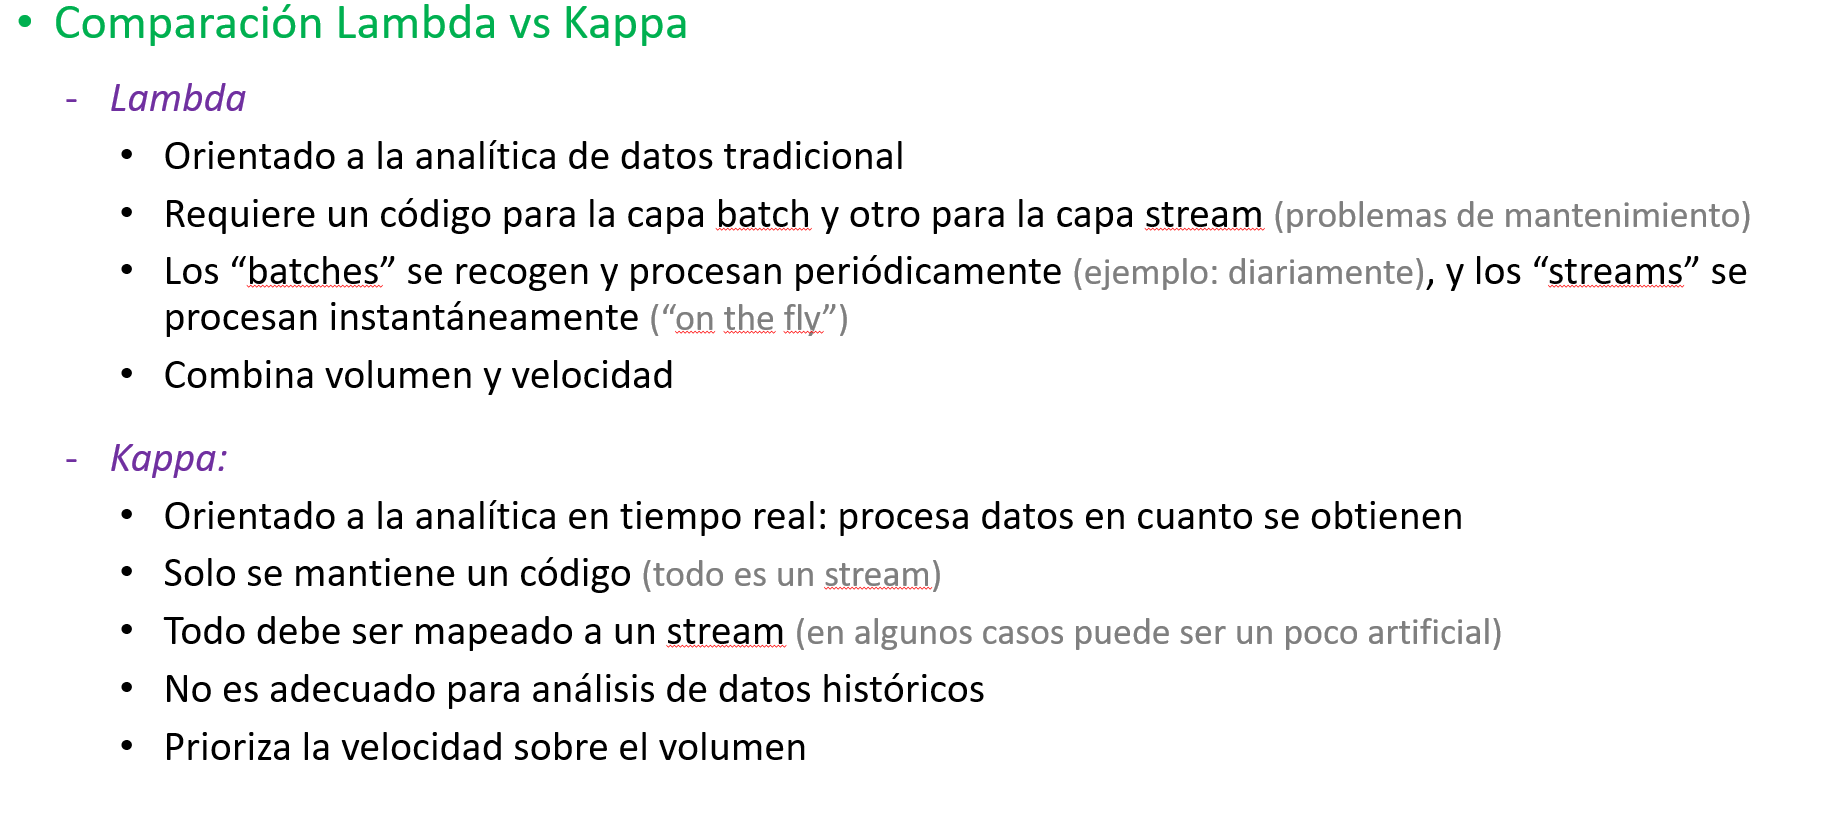 • Comparación Lambda vs Kappa
- Lambda
• Orientado a la analítica de datos tradicional
• Requiere un código para la capa batch y otro para la capa stream (problemas de mantenimiento)
• Los “batches” se recogen y procesan periódicamente (ejemplo: diariamente), y los “streams” se
procesan instantáneamente (“on the fly”)
• Combina volumen y velocidad
- Kappa:
• Orientado a la analítica en tiempo real: procesa datos en cuanto se obtienen
• Solo se mantiene un código (todo es un stream)
• Todo debe ser mapeado a un stream (en algunos casos puede ser un poco artificial)
• No es adecuado para análisis de datos históricos
• Prioriza la velocidad sobre el volumen